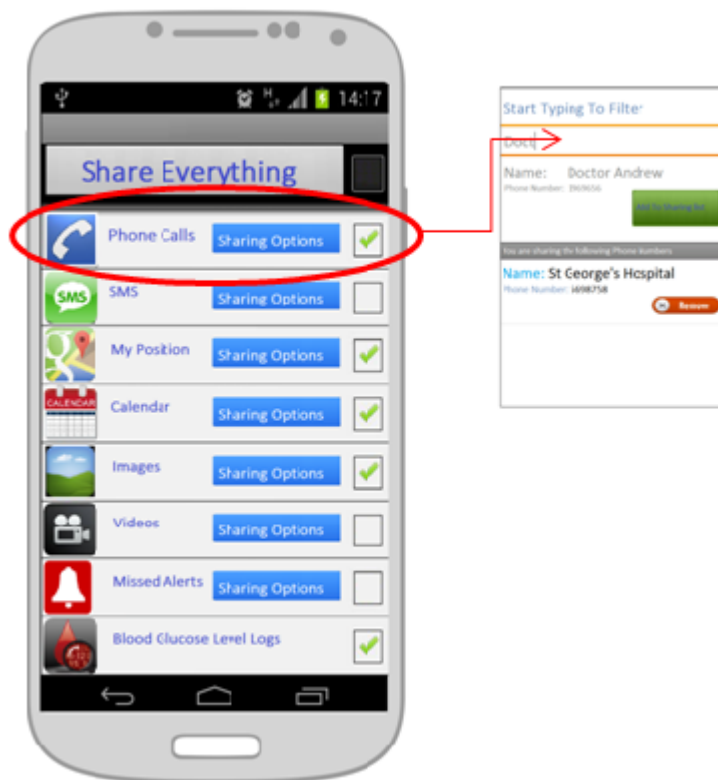 14:17
Share Everything
Phone Calls Sharing Options
SMS SMS Sharing Options
My Position Sharing Options
CALENDAR Calendar Sharing Options
Images Sharing Options
Videos Sharing Options
Missed Alerts Sharing Options
Blood Glucose Level Logs
Start Typing To Filter
Doct
Name: Doctor Andrew
Phone Number:
Add To Sharing list
You are sharing the following Phone Numbers
Name: St George's Hospital
Phone Number:
Remove